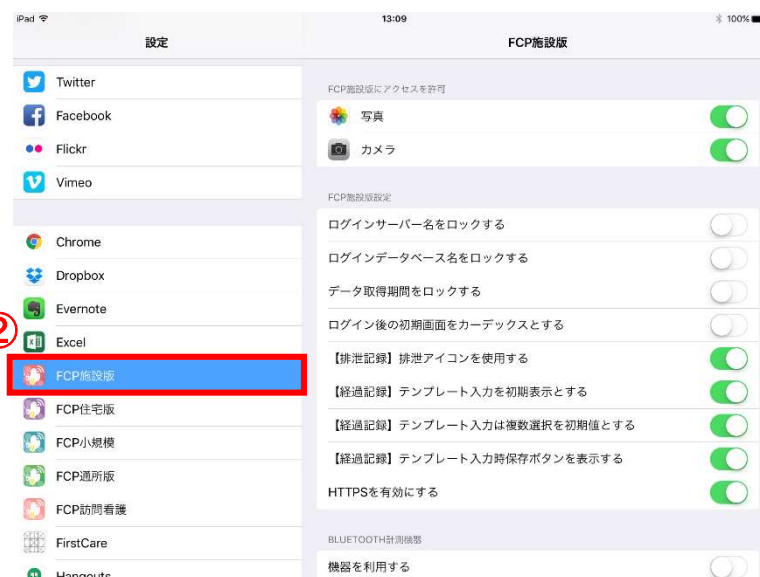 iPad 13:09 100%
設定
FCP施設版
Twitter
Facebook
Flickr
Vimeo
Chrome
Dropbox
Evernote
②
Excel
FCP施設版
FCP住宅版
FCP小規模
FCP通所版
FCP訪問看護
FirstCare
Hangouts
FCP施設版にアクセスを許可
写真
カメラ
FCP施設版設定
ログインサーバー名をロックする
ログインデータベース名をロックする
データ取得期間をロックする
ログイン後の初期画面をカーデックスとする
【排泄記録】排泄アイコンを使用する
【経過記録】テンプレート入力を初期表示とする
【経過記録】テンプレート入力は複数選択を初期値とする
【経過記録】テンプレート入力時保存ボタンを表示する
HTTPSを有効にする
BLUETOOTH計測機器
機器を利用する